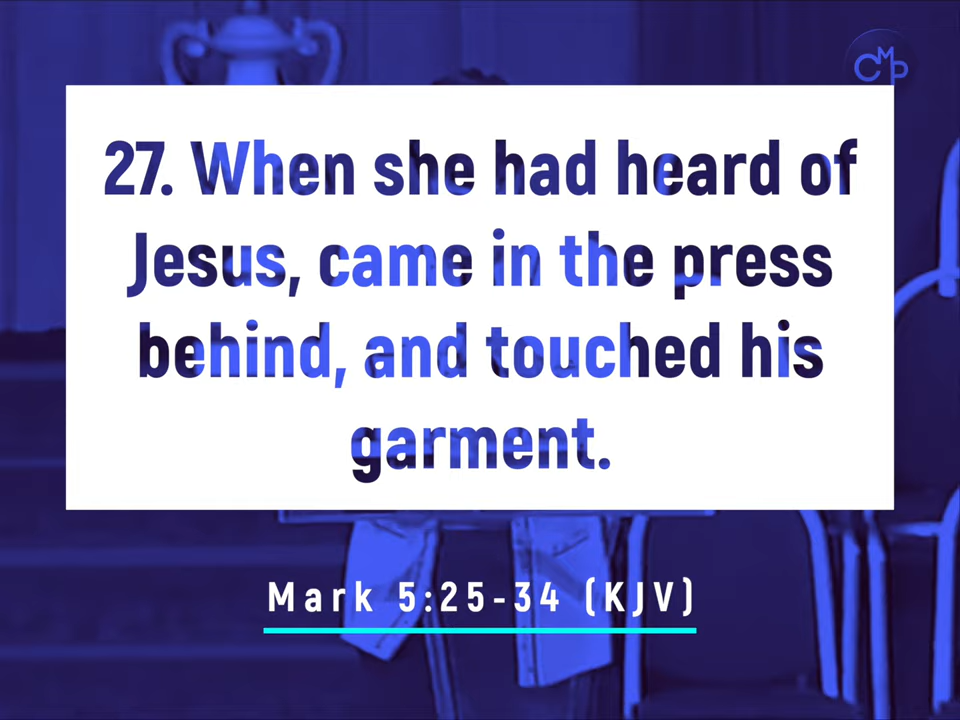 CMP
27. When she had heard of
Jesus, came in the press
behind, and touched his
garment.
Mark 5:25-34 (KJV)